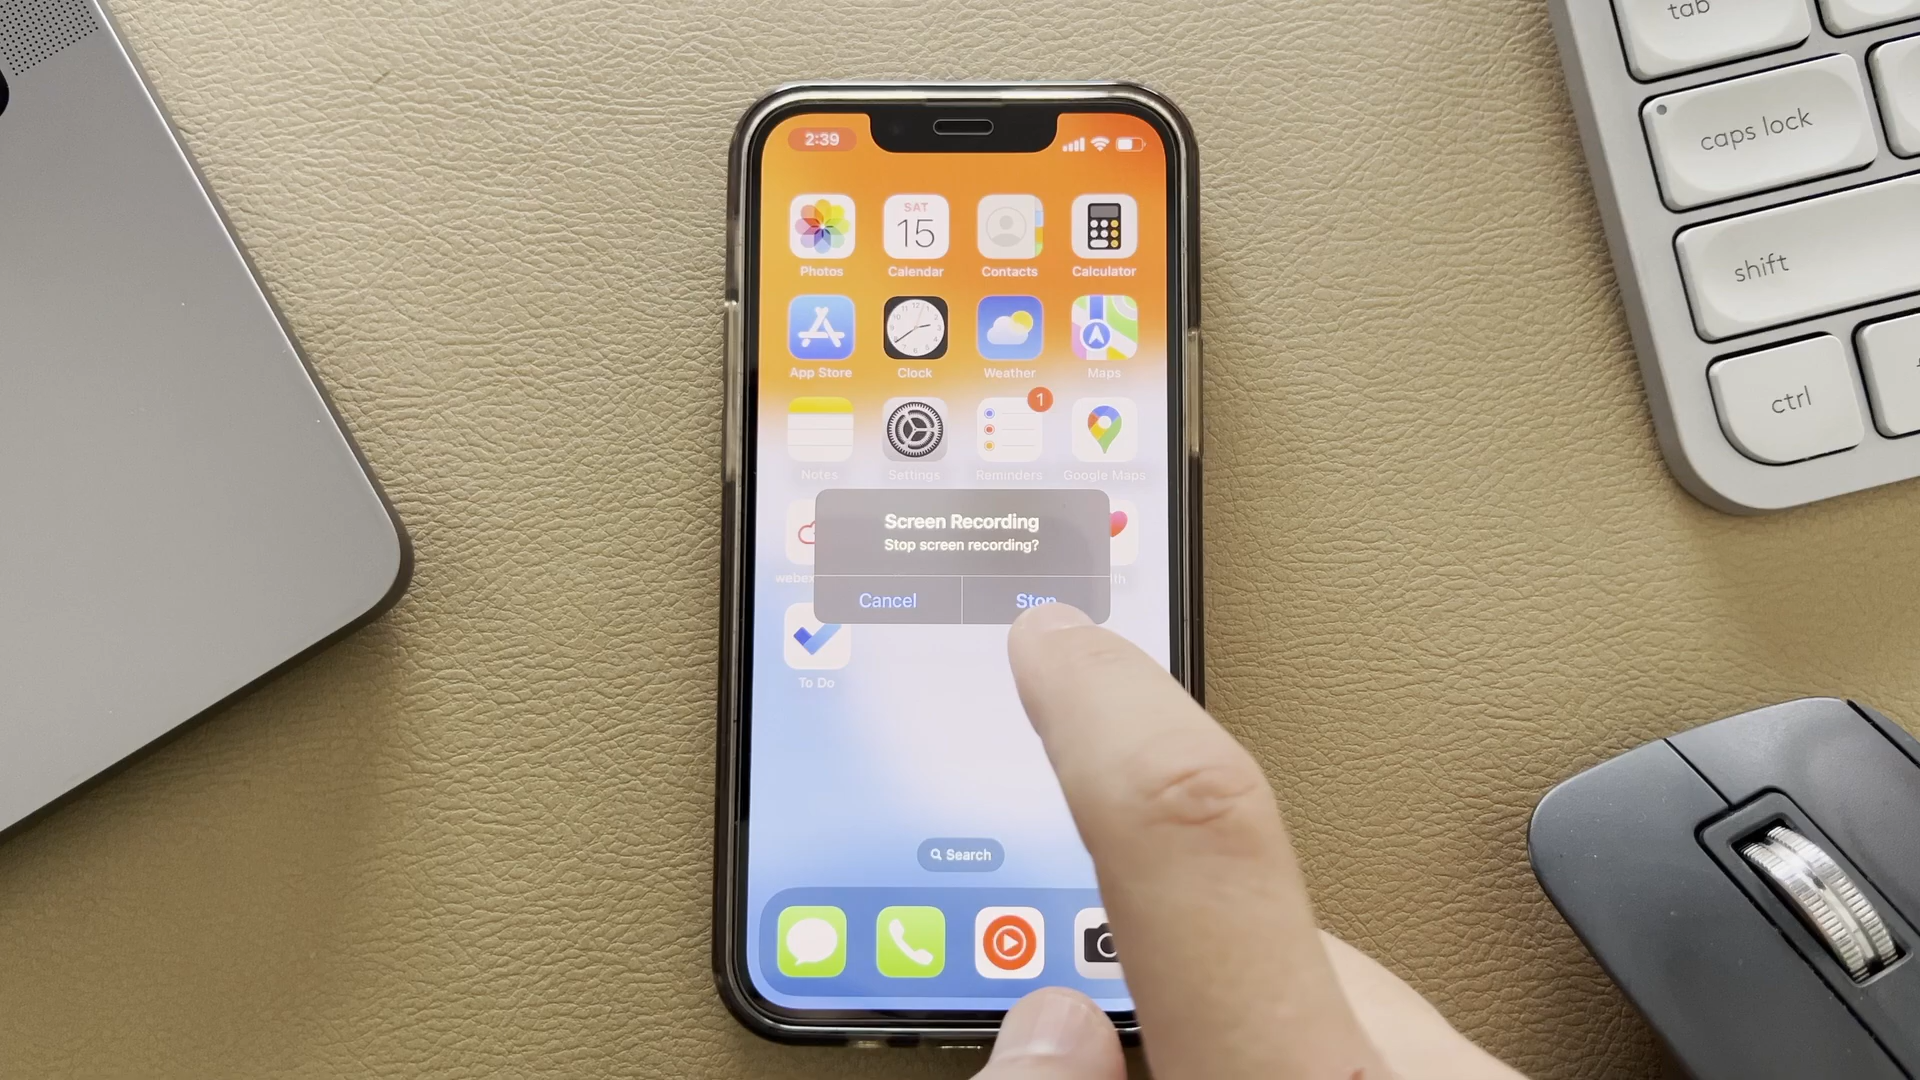 tab
caps lock
shift
ctrl
2:39
SAT
15
Photos
Calendar
Contacts
Calculator
App Store
Clock
Weather
Maps
1
Notes
Settings
Reminders
Google Maps
Screen Recording
Stop screen recording?
Cancel
Stop
webex
To Do
Search